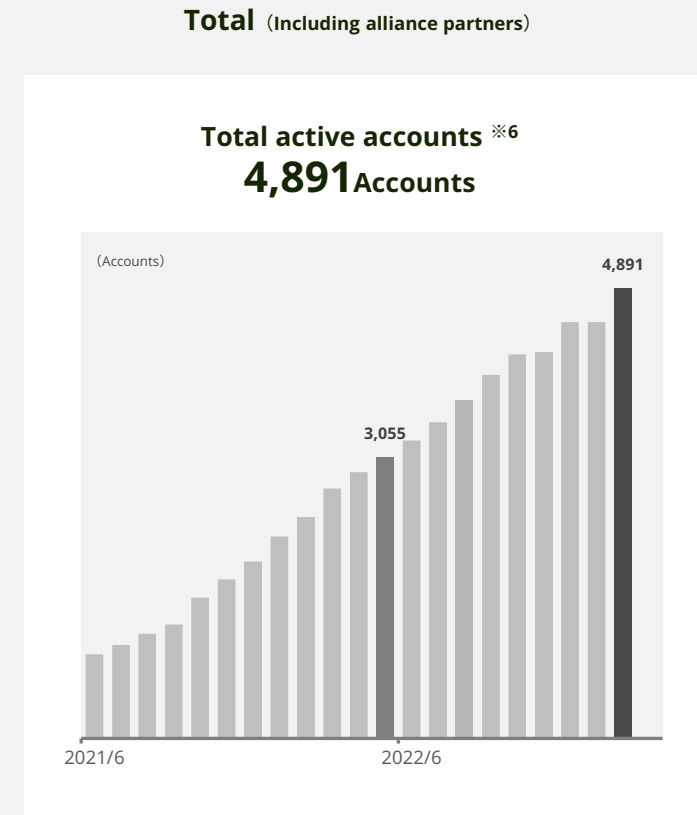 Total（Including alliance partners）
Total active accounts ※6
4,891Accounts
（Accounts）
4,891
3,055
2021/6
2022/6